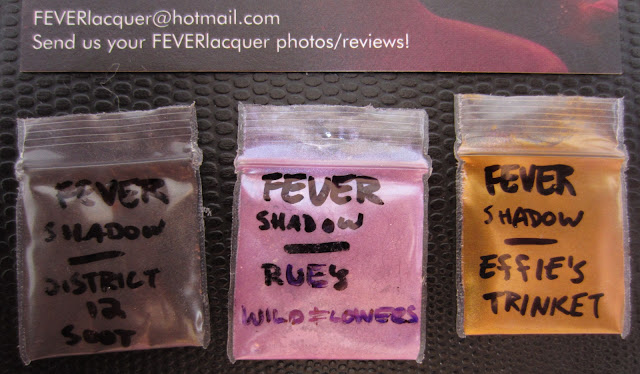 FEVERlacquer@hotmail.com
Send us your FEVERlacquer photos/reviews!
FEVER
SHADOW
DISTRICT
12
SOOT
FEVER
SHADOW
RUEs
WILDFLOWERS
FEVER
SHADOW
EFFiE's
TRINKET